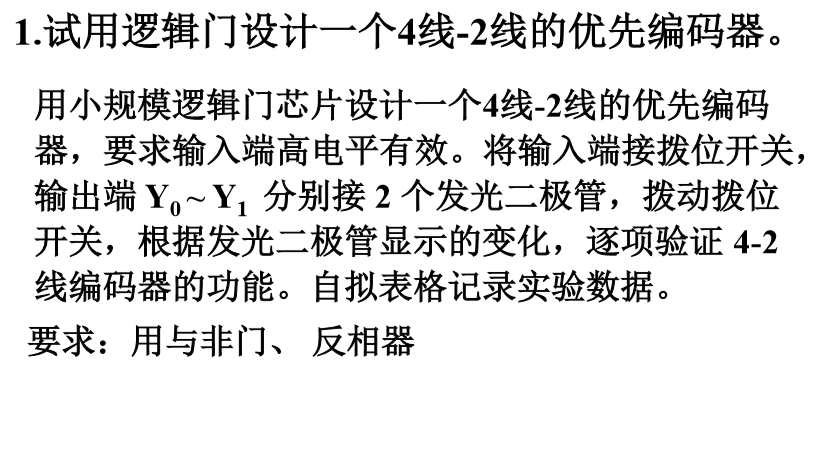 1.试用逻辑门设计一个4线-2线的优先编码器。
用小规模逻辑门芯片设计一个4线-2线的优先编码
器，要求输入端高电平有效。将输入端接拨位开关，
输出端 Y0 ~ Y1 分别接 2 个发光二极管，拨动拨位
开关，根据发光二极管显示的变化，逐项验证 4-2
线编码器的功能。自拟表格记录实验数据。
要求：用与非门、 反相器